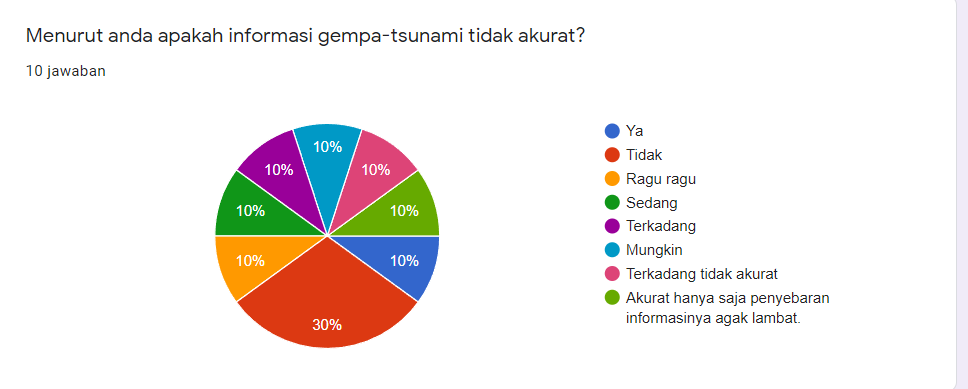 Menurut anda apakah informasi gempa-tsunami tidak akurat?
10 jawaban
10%
10%
10%
10%
10%
10%
10%
30%
Ya
Tidak
Ragu ragu
Sedang
Terkadang
Mungkin
Terkadang tidak akurat
Akurat hanya saja penyebaran
informasinya agak lambat.